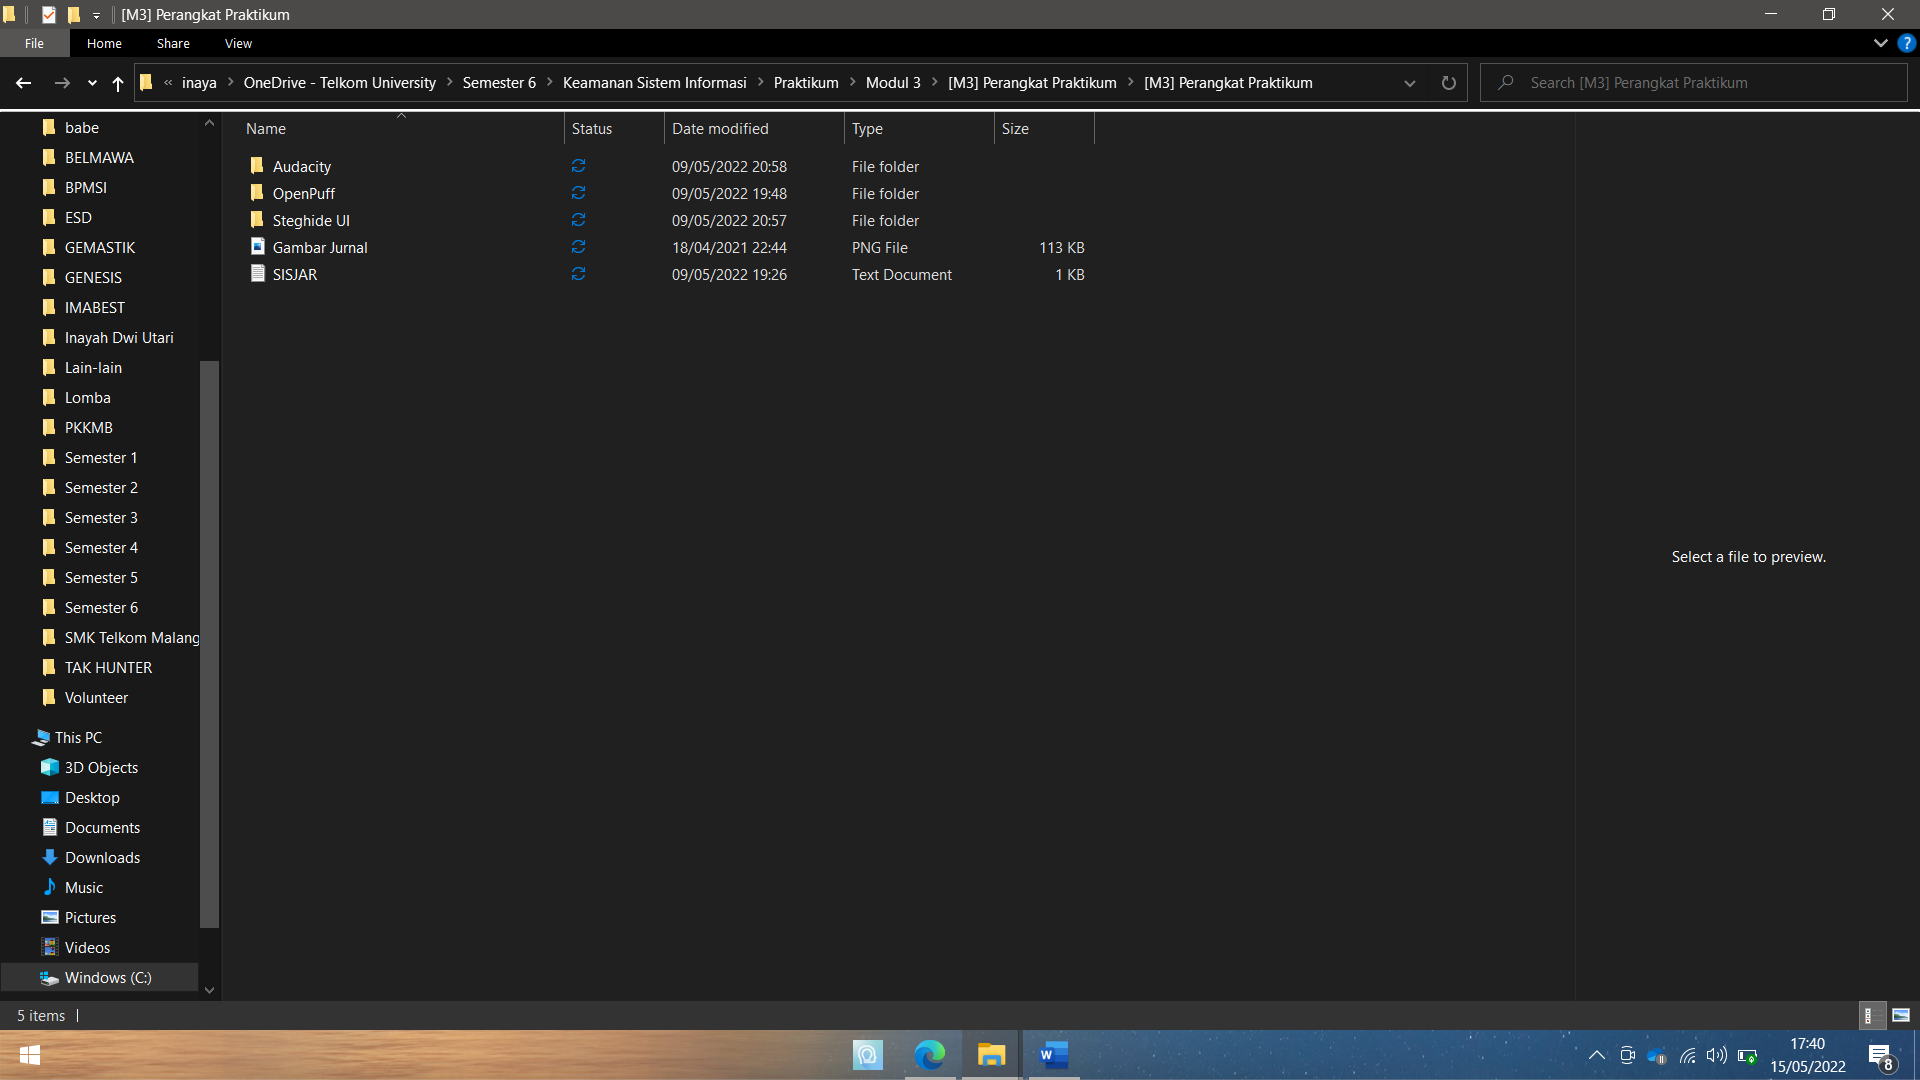 [M3] Perangkat Praktikum
File Home Share View
« inaya > OneDrive - Telkom University > Semester 6 > Keamanan Sistem Informasi > Praktikum > Modul 3 > [M3] Perangkat Praktikum > [M3] Perangkat Praktikum
Search [M3] Perangkat Praktikum
babe
BELMAWA
BPMSI
ESD
GEMASTIK
GENESIS
IMABEST
Inayah Dwi Utari
Lain-lain
Lomba
PKKMB
Semester 1
Semester 2
Semester 3
Semester 4
Semester 5
Semester 6
SMK Telkom Malang
TAK HUNTER
Volunteer
This PC
3D Objects
Desktop
Documents
Downloads
Music
Pictures
Videos
Windows (C:)
Name Status Date modified Type Size
Audacity 09/05/2022 20:58 File folder
OpenPuff 09/05/2022 19:48 File folder
Steghide UI 09/05/2022 20:57 File folder
Gambar Jurnal 18/04/2021 22:44 PNG File 113 KB
SISJAR 09/05/2022 19:26 Text Document 1 KB
Select a file to preview.
5 items
17:40
15/05/2022
8